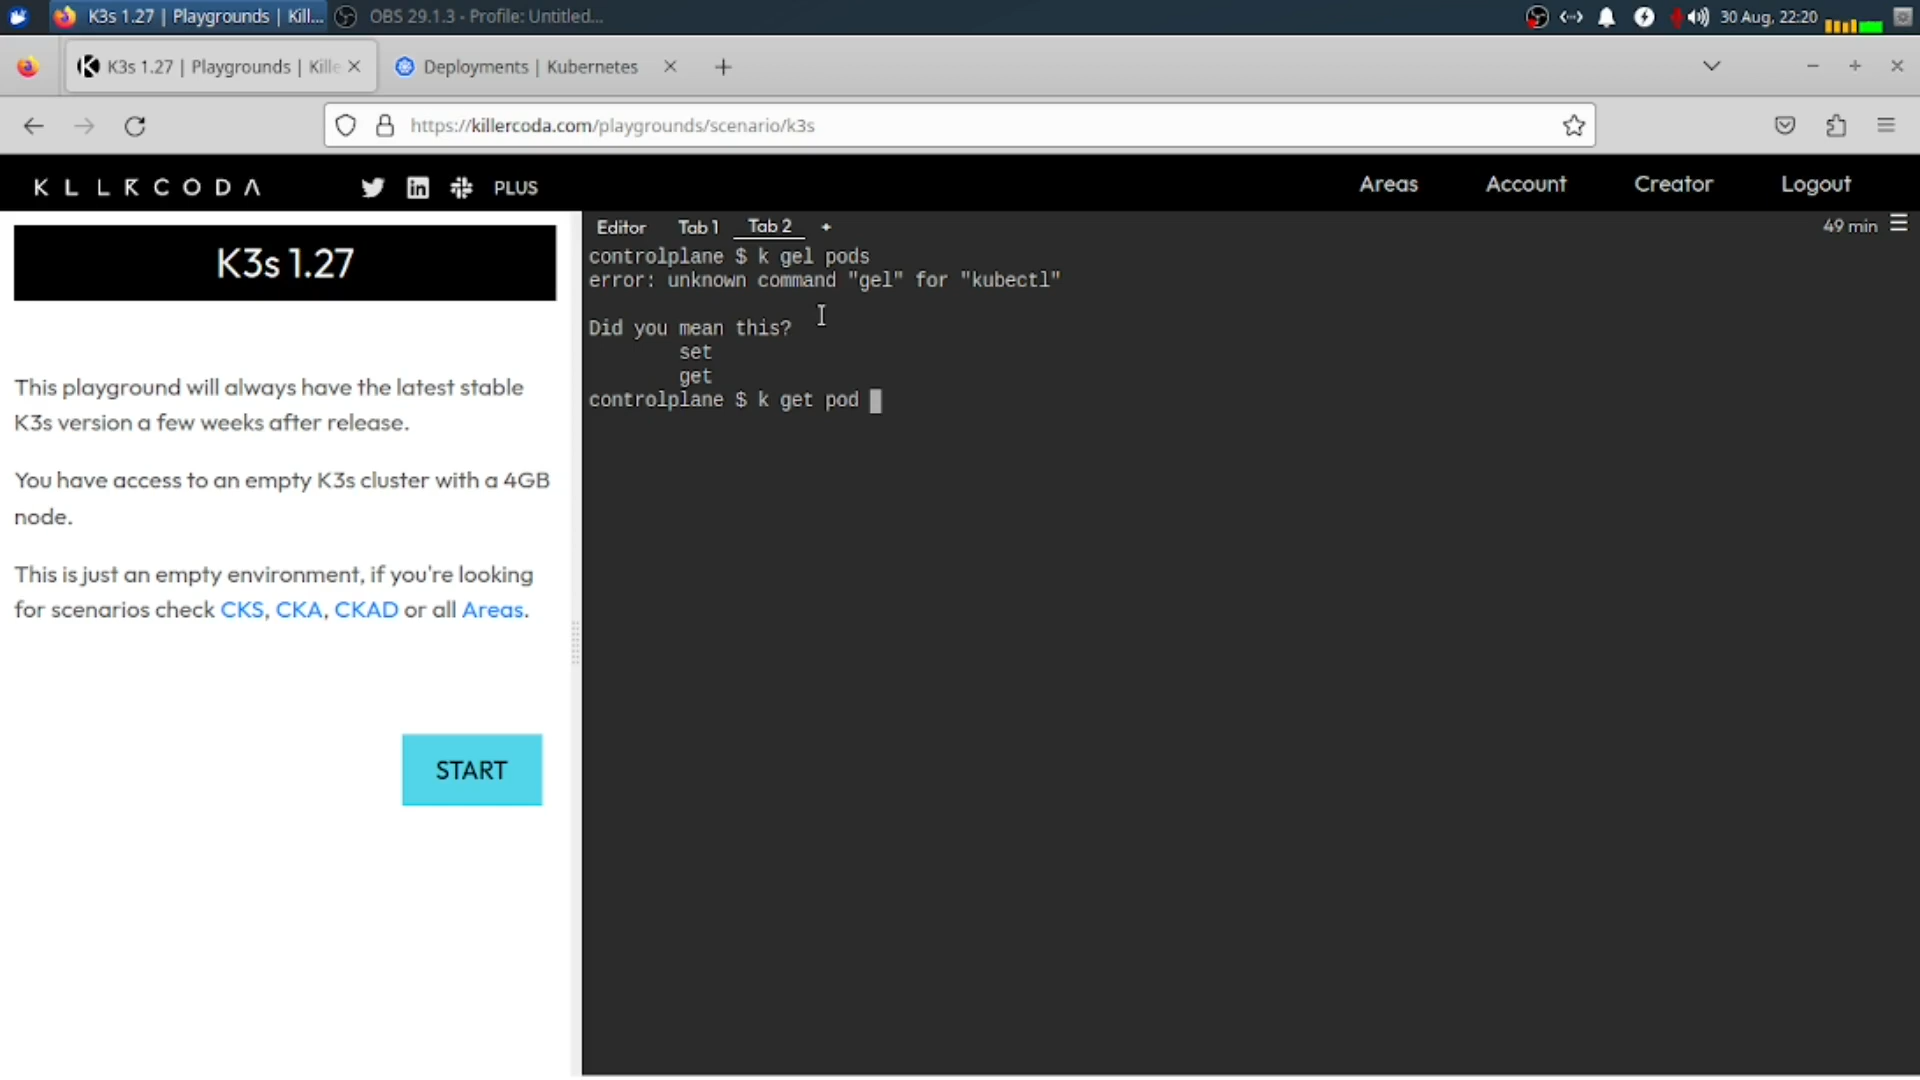 K3s 1.27 | Playgrounds | Kill...
OBS 29.1.3 - Profile: Untitled...
30 Aug, 22:20
K3s 1.27 | Playgrounds | Kille
Deployments | Kubernetes
https://killercoda.com/playgrounds/scenario/k3s
KLLRCODA
PLUS
Areas
Account
Creator
Logout
K3s 1.27
This playground will always have the latest stable
K3s version a few weeks after release.
You have access to an empty K3s cluster with a 4GB
node.
This is just an empty environment, if you're looking
for scenarios check CKS, CKA, CKAD or all Areas.
START
Editor
Tab 1
Tab 2
+
49 min
controlplane $ k gel pods
error: unknown command "gel" for "kubectl"
Did you mean this?
set
get
controlplane $ k get pod